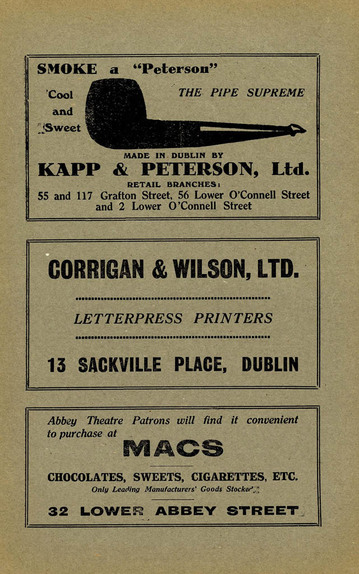 SMOKE a "Peterson"
'Cool
and
Sweet
THE PIPE SUPREME
MADE IN DUBLIN BY
KAPP & PETERSON, Ltd.
RETAIL BRANCHES:
55 and 117 Grafton Street, 56 Lower O'Connell Street
and 2 Lower O'Connell Street
CORRIGAN & WILSON, LTD.
LETTERPRESS PRINTERS
13 SACKVILLE PLACE, DUBLIN
Abbey Theatre Patrons will find it convenient
to purchase at
MACS
CHOCOLATES, SWEETS, CIGARETTES, ETC.
Only Leading Manufacturers' Goods Stocked
32 LOWER ABBEY STREET